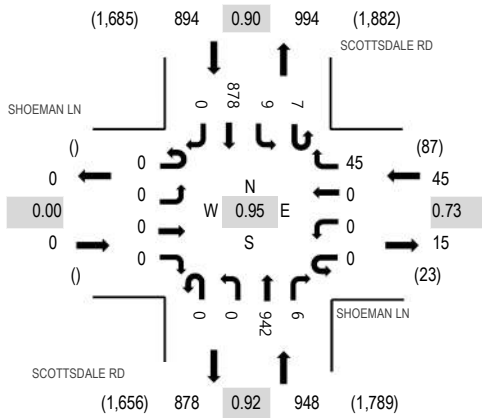 (1,685) 894 0.90 994 (1,882)
SCOTTSDALE RD
0 878 9 7
SHOEMAN LN
() 0 45 (87)
0 0 0 45
N
0.00 W 0.95 E 0.73
0 0
S
0 0 0 15
() (23)
0 0 942 6
SHOEMAN LN
SCOTTSDALE RD
(1,656) 878 0.92 948 (1,789)